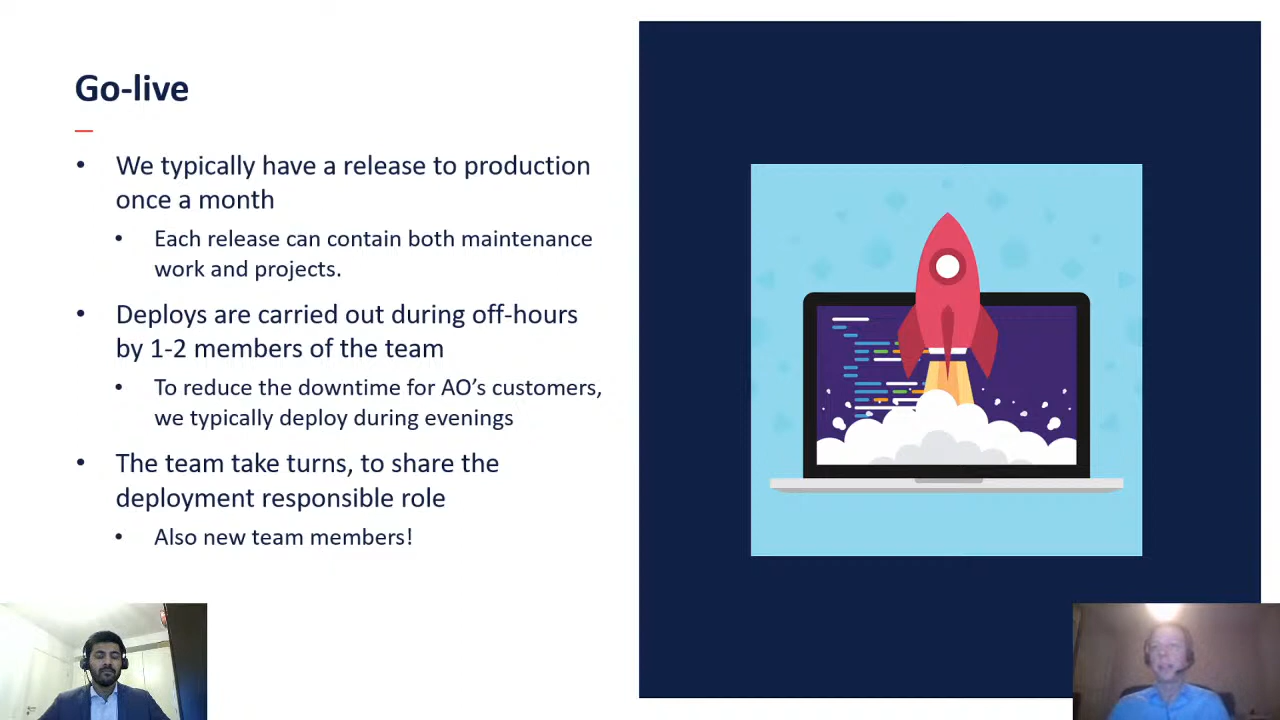 Go-live
• We typically have a release to production
once a month
• Each release can contain both maintenance
work and projects.
• Deploys are carried out during off-hours
by 1-2 members of the team
• To reduce the downtime for AO’s customers,
we typically deploy during evenings
• The team take turns, to share the
deployment responsible role
• Also new team members!